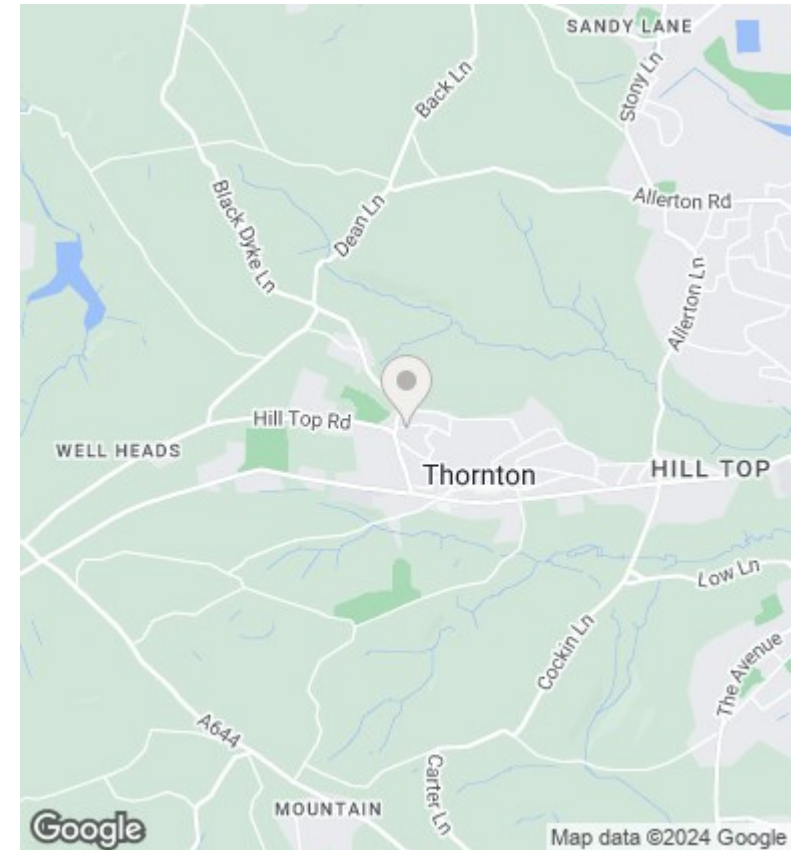 SANDY LANE
Stony Ln
Back Ln
Allerton Rd
Black Dyke Ln
Dean Ln
Allerton Ln
Hill Top Rd
WELL HEADS
Thornton
HILL TOP
Low Ln
Cockin Ln
The Avenue
A644
Carter Ln
MOUNTAIN
Google
Map data ©2024 Google